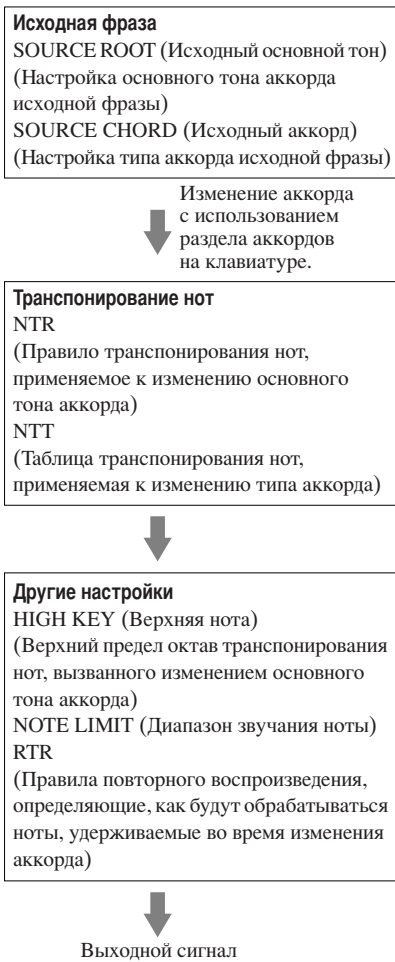 Исходная фраза
SOURCE ROOT (Исходный основной тон)
(Настройка основного тона аккорда
исходной фразы)
SOURCE CHORD (Исходный аккорд)
(Настройка типа аккорда исходной фразы)
Изменение аккорда
с использованием
раздела аккордов
на клавиатуре.
Транспонирование нот
NTR
(Правило транспонирования нот,
применяемое к изменению основного
тона аккорда)
NTT
(Таблица транспонирования нот,
применяемая к изменению типа аккорда)
Другие настройки
HIGH KEY (Верхняя нота)
(Верхний предел октав транспонирования
нот, вызванного изменением основного
тона аккорда)
NOTE LIMIT (Диапазон звучания ноты)
RTR
(Правила повторного воспроизведения,
определяющие, как будут обрабатываться
ноты, удерживаемые во время изменения
аккорда)
Выходной сигнал